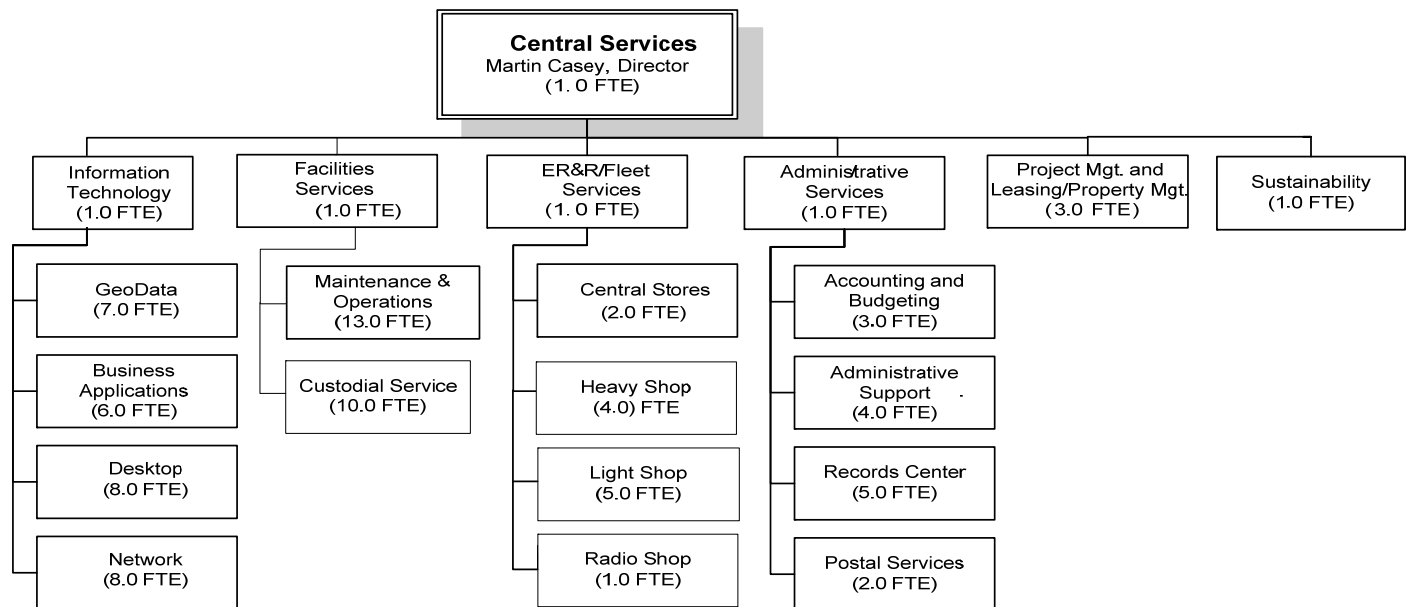 Central Services
Martin Casey, Director
(1. 0 FTE)
Information
Technology
(1.0 FTE)
Facilities
Services
(1.0 FTE)
ER&R/Fleet
Services
(1. 0 FTE)
Administrative
Services
(1.0 FTE)
Project Mgt. and
Leasing/Property Mgt.
(3.0 FTE)
Sustainability
(1.0 FTE)
GeoData
(7.0 FTE)
Business
Applications
(6.0 FTE)
Desktop
(8.0 FTE)
Network
(8.0 FTE)
Maintenance &
Operations
(13.0 FTE)
Custodial Service
(10.0 FTE)
Central Stores
(2.0 FTE)
Heavy Shop
(4.0) FTE
Light Shop
(5.0 FTE)
Radio Shop
(1.0 FTE)
Accounting and
Budgeting
(3.0 FTE)
Administrative
Support .
(4.0 FTE)
Records Center
(5.0 FTE)
Postal Services
(2.0 FTE)